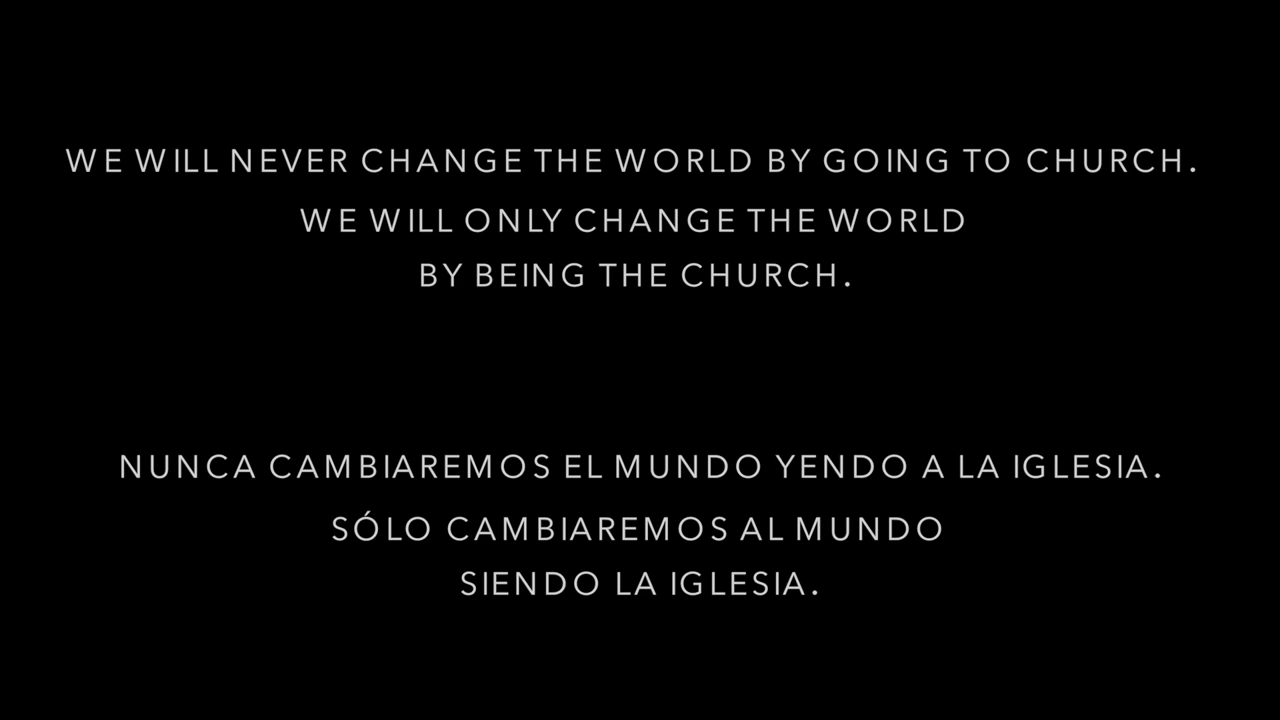 WE WILL NEVER CHANGE THE WORLD BY GOING TO CHURCH.
WE WILL ONLY CHANGE THE WORLD
BY BEING THE CHURCH.
NUNCA CAMBIAREMOS EL MUNDO YENDO A LA IGLESIA.
SÓLO CAMBIAREMOS AL MUNDO
SIENDO LA IGLESIA.